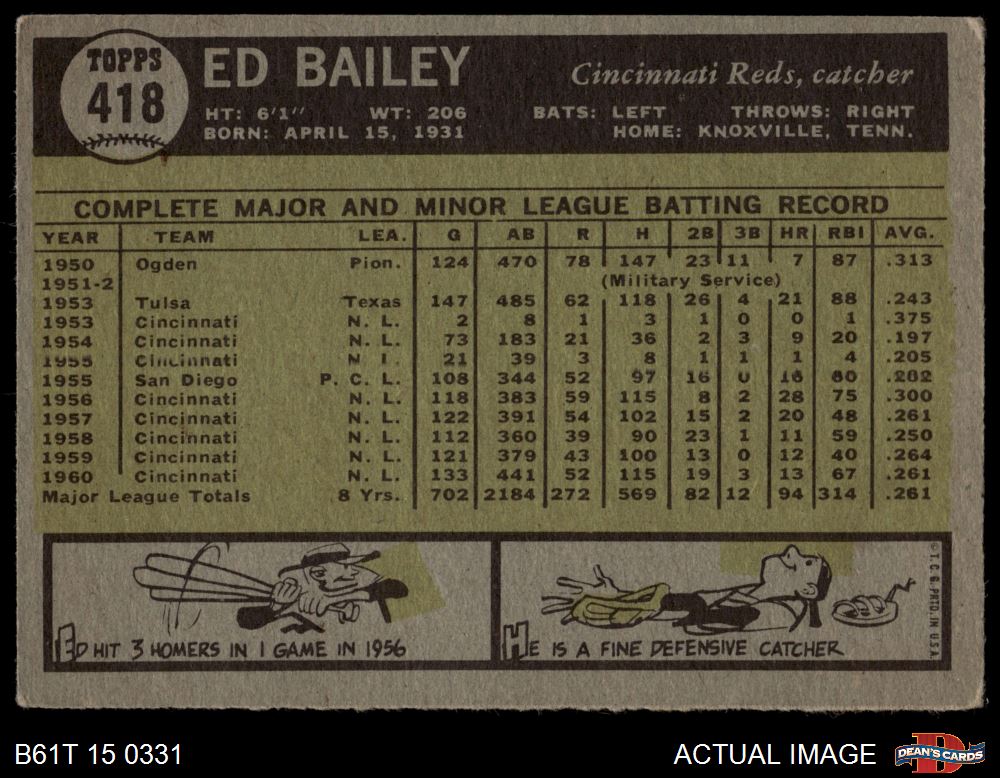 TOPPS
418
ED BAILEY
Cincinnati Reds, catcher
HT: 6'1" WT: 206 BATS: LEFT THROWS: RIGHT
BORN: APRIL 15, 1931 HOME: KNOXVILLE, TENN.
COMPLETE MAJOR AND MINOR LEAGUE BATTING RECORD
YEAR TEAM LEA. G AB R H 2B 3B HR RBI AVG.
1950 Ogden Pion. 124 470 78 147 23 11 7 87 .313
1951-2 (Military Service)
1953 Tulsa Texas 147 485 62 118 26 4 21 88 .243
1953 Cincinnati N. L. 2 8 1 3 1 0 0 1 .375
1954 Cincinnati N. L. 73 183 21 36 2 3 9 20 .197
1955 Cincinnati N. L. 21 39 3 8 1 1 1 4 .205
1955 San Diego P. C. L. 108 344 52 97 16 0 16 60 .282
1956 Cincinnati N. L. 118 383 59 115 8 2 28 75 .300
1957 Cincinnati N. L. 122 391 54 102 15 2 20 48 .261
1958 Cincinnati N. L. 112 360 39 90 23 1 11 59 .250
1959 Cincinnati N. L. 121 379 43 100 13 0 12 40 .264
1960 Cincinnati N. L. 133 441 52 115 19 3 13 67 .261
Major League Totals 8 Yrs. 702 2184 272 569 82 12 94 314 .261
ED HIT 3 HOMERS IN 1 GAME IN 1956
HE IS A FINE DEFENSIVE CATCHER
© T. C. G. PRTD. IN U.S.A.
B61T 15 0331
ACTUAL IMAGE
DEAN'S CARDS